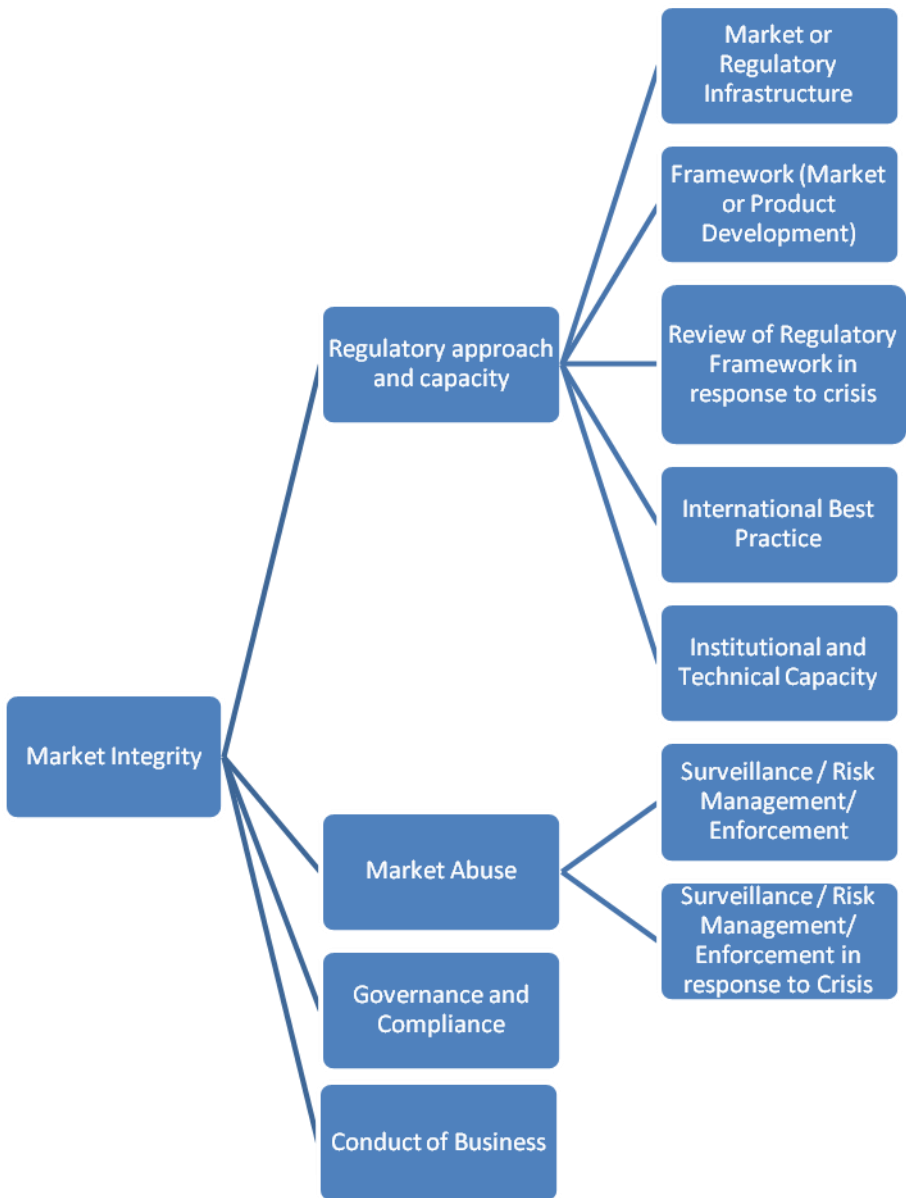 Market or
Regulatory
Infrastructure
Framework (Market
or Product
Development)
Regulatory approach
and capacity
Review of Regulatory
Framework in
response to crisis
International Best
Practice
Institutional and
Technical Capacity
Market Integrity
Surveillance / Risk
Management/
Enforcement
Market Abuse
Surveillance / Risk
Management/
Enforcement in
response to Crisis
Governance and
Compliance
Conduct of Business